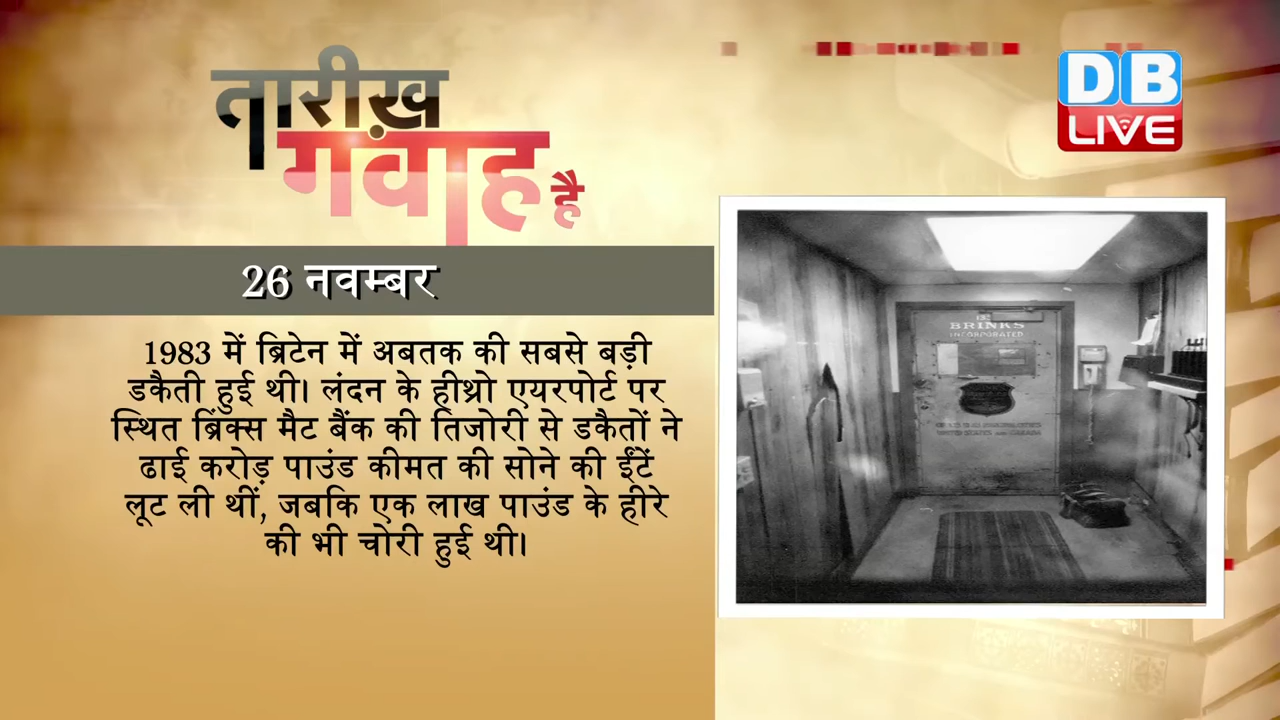 तारीख़
गवाह है
DB
LIVE
26 नवम्बर
1983 में ब्रिटेन में अबतक की सबसे बड़ी
डकैती हुई थी। लंदन के हीथ्रो एयरपोर्ट पर
स्थित ब्रिंक्स मैट बैंक की तिजोरी से डकैतों ने
ढाई करोड़ पाउंड कीमत की सोने की ईंटें
लूट ली थीं, जबकि एक लाख पाउंड के हीरे
की भी चोरी हुई थी।
BRINKS
INCORPORATED